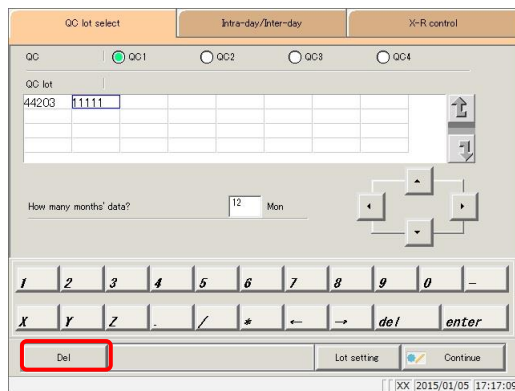 QC lot select Intra-day/Inter-day X-R control
QC QC1 QC2 QC3 QC4
QC lot
44203 11111
How many months' data? 12 Mon
1 2 3 4 5 6 7 8 9 0 -
X Y Z . / * ← → del enter
Del Lot setting Continue
XX 2015/01/05 17:17:09